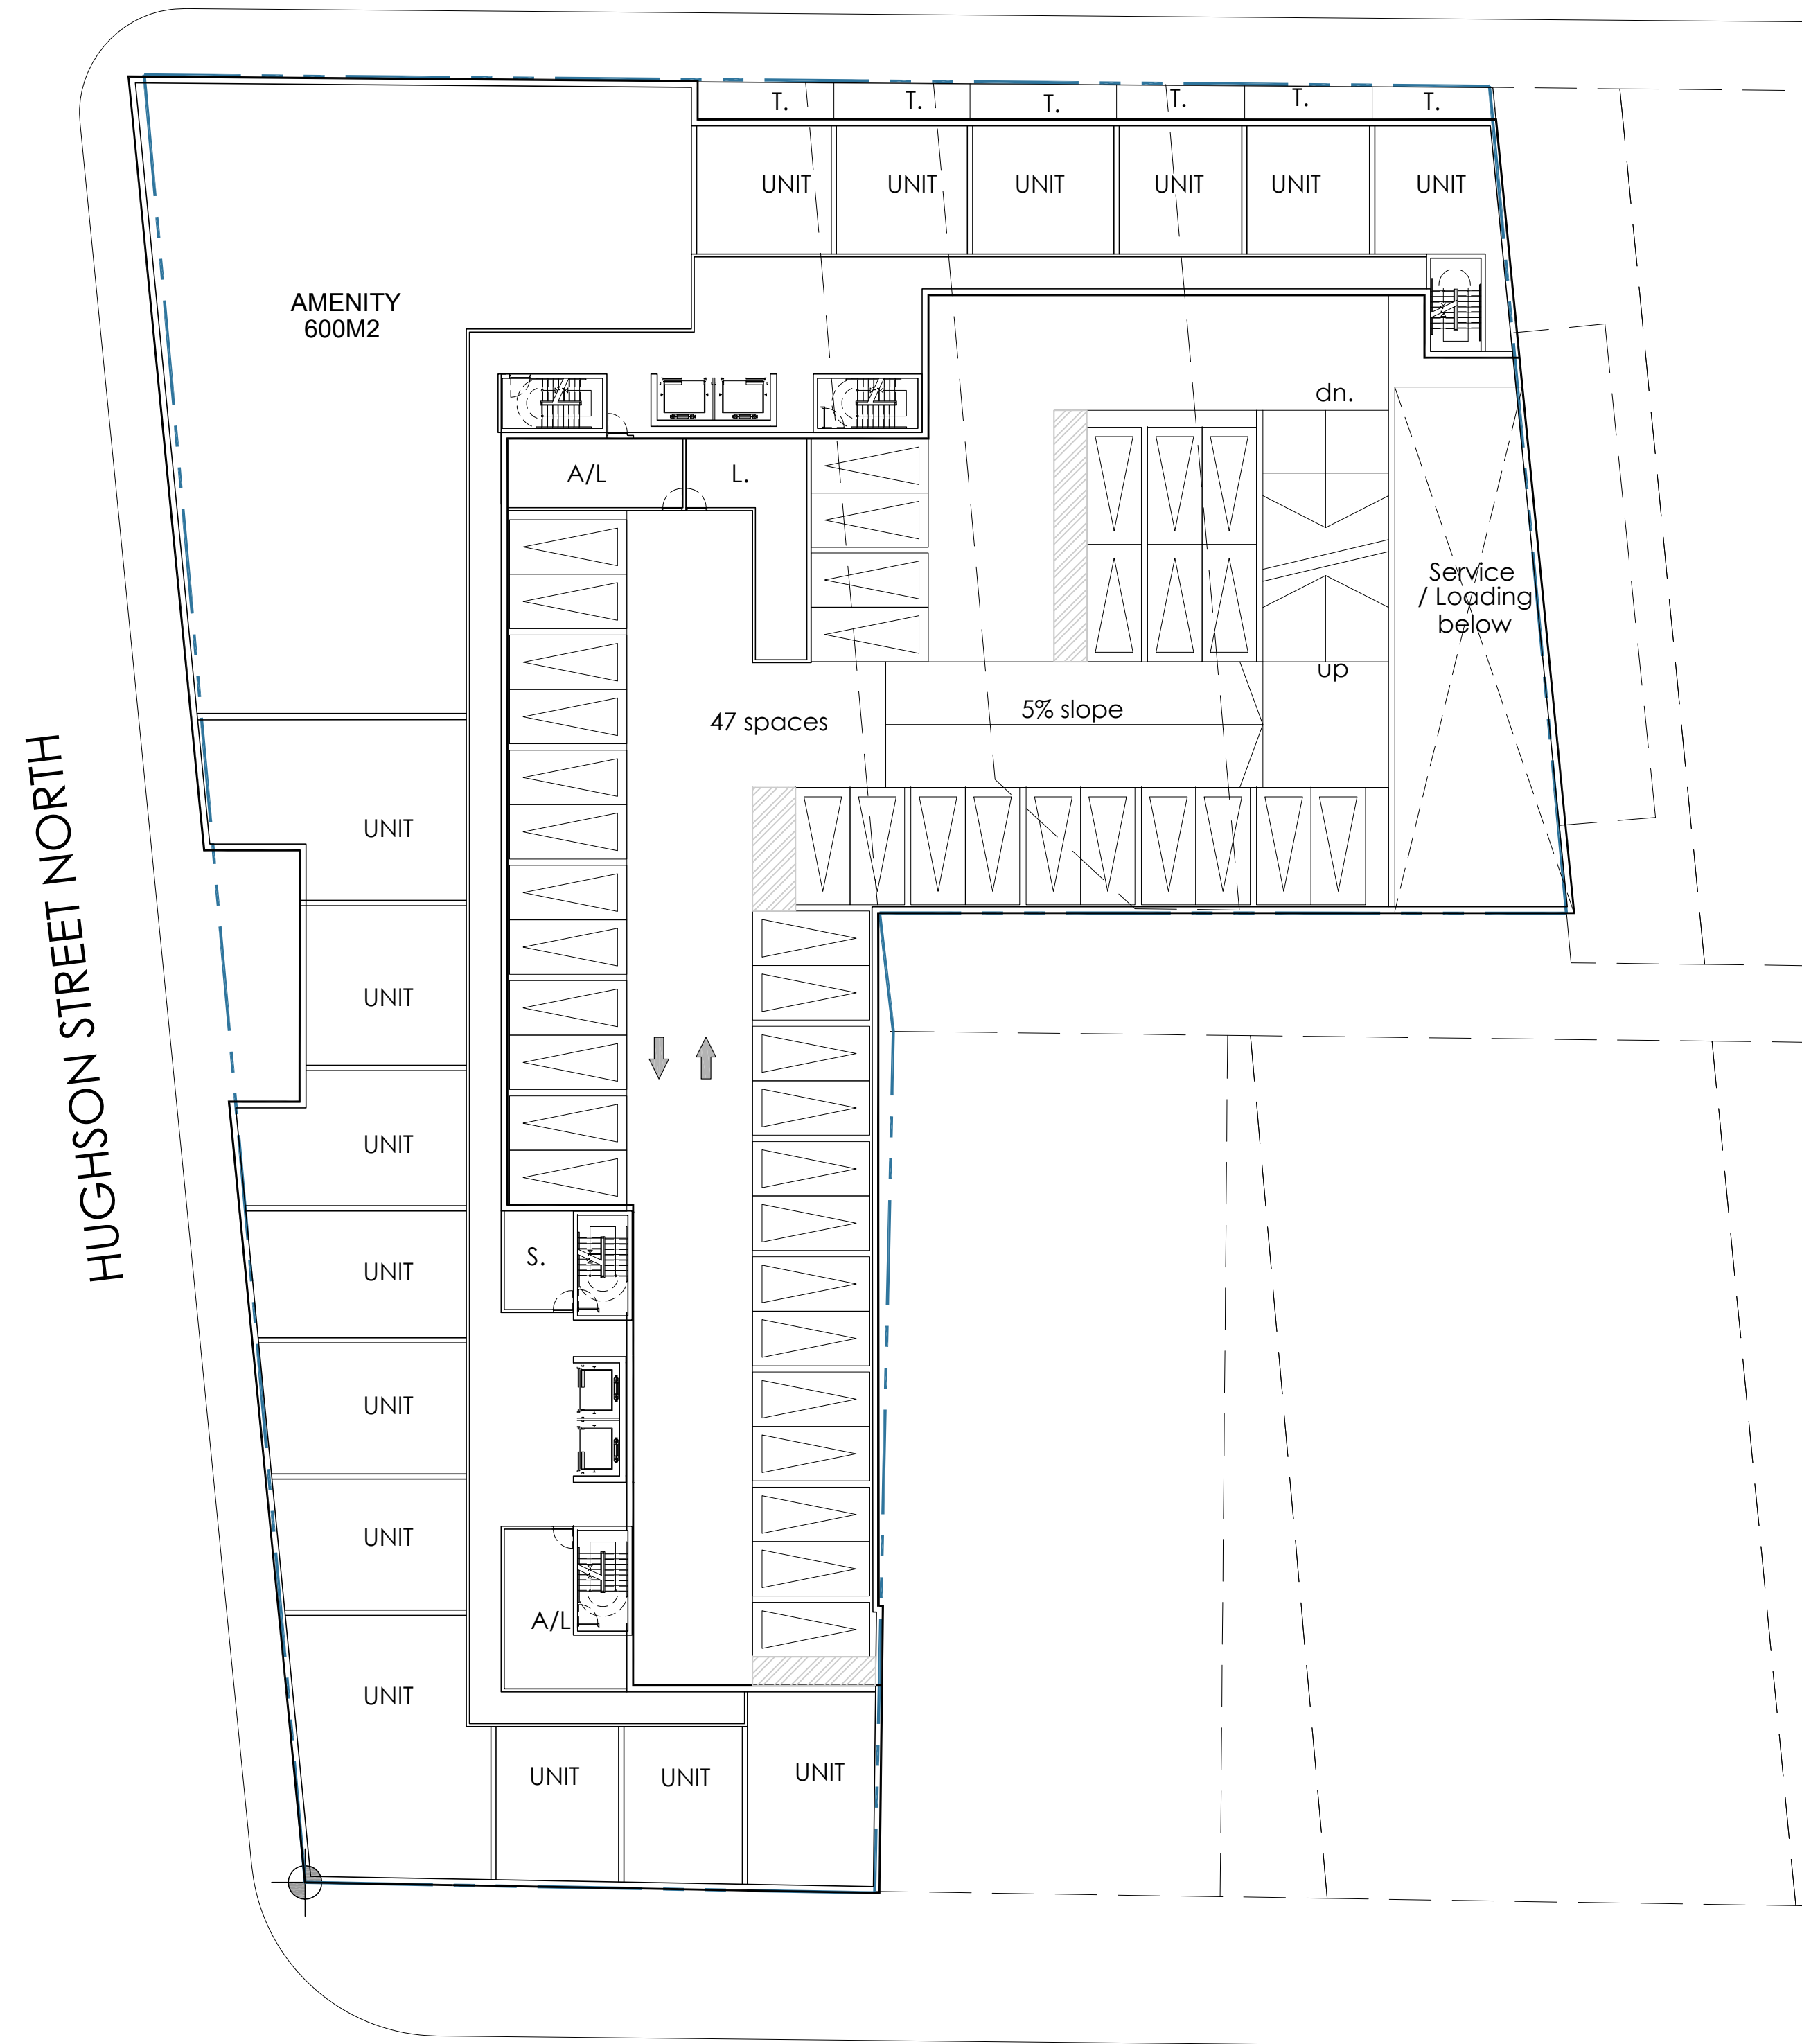 T.
T.
T.
T.
T.
T.
UNIT
UNIT
UNIT
UNIT
UNIT
UNIT
AMENITY
600M2
dn.
A/L
L.
Service
/ Loading
below
up
47 spaces
5% slope
HUGHSON STREET NORTH
UNIT
UNIT
UNIT
S.
UNIT
UNIT
UNIT
A/L
UNIT
UNIT
UNIT
UNIT